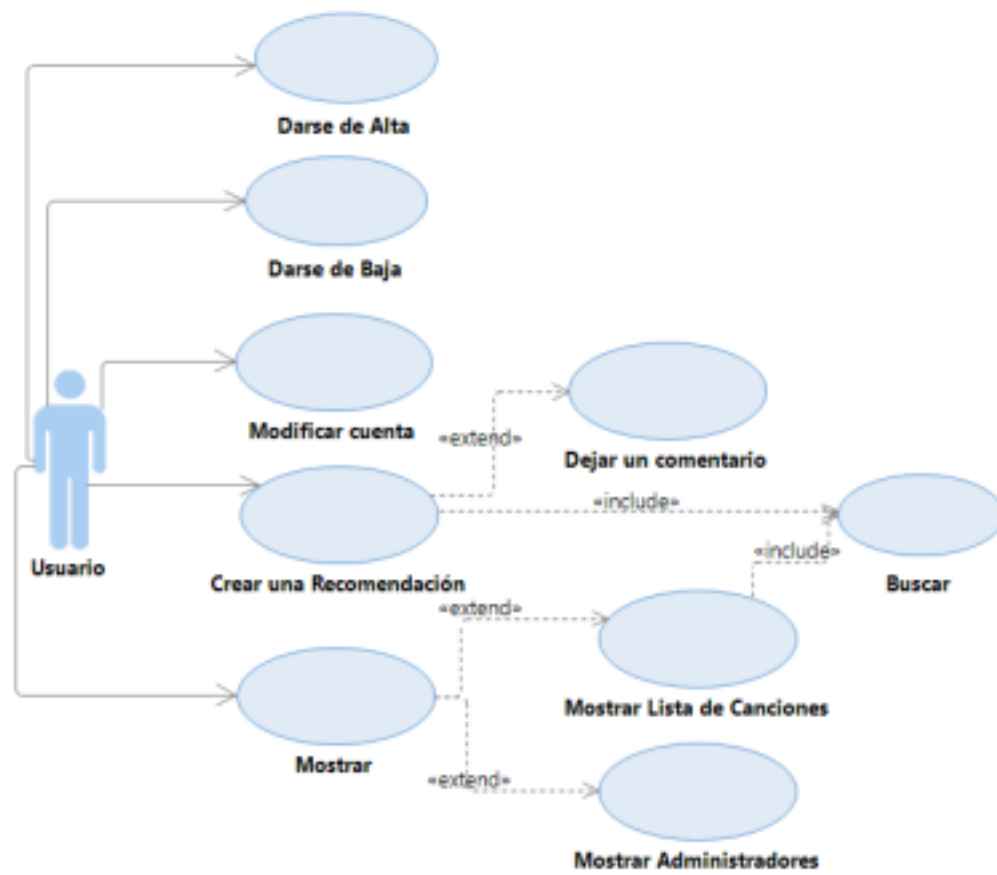 Darse de Alta
Darse de Baja
Modificar cuenta
«extend»
Dejar un comentario
«include»
Usuario
Crear una Recomendación
«include»
Buscar
«extend»
Mostrar Lista de Canciones
Mostrar
«extend»
Mostrar Administradores